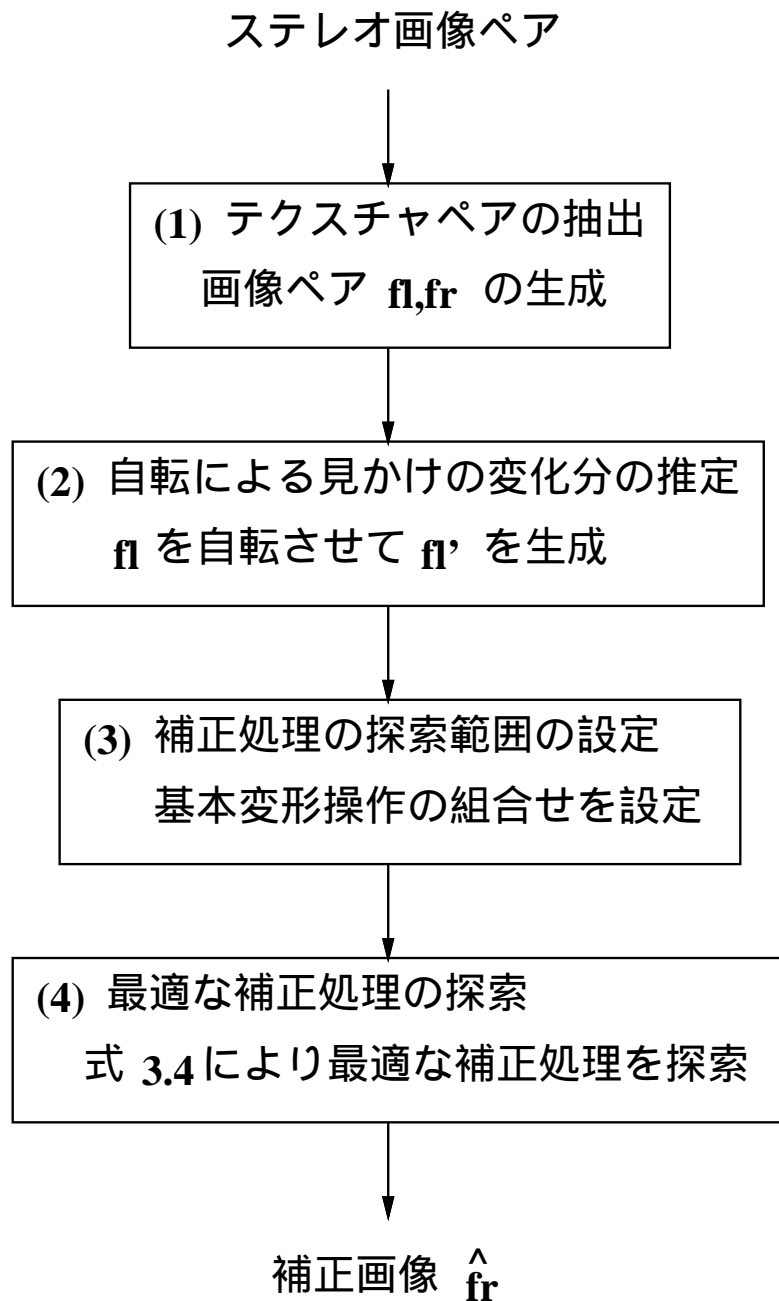 ステレオ画像ペア
(1) テクスチャペアの抽出
画像ペア fl,fr の生成
(2) 自転による見かけの変化分の推定
fl を自転させて fl’ を生成
(3) 補正処理の探索範囲の設定
基本変形操作の組合せを設定
(4) 最適な補正処理の探索
式 3.4 により最適な補正処理を探索
補正画像 f̂r